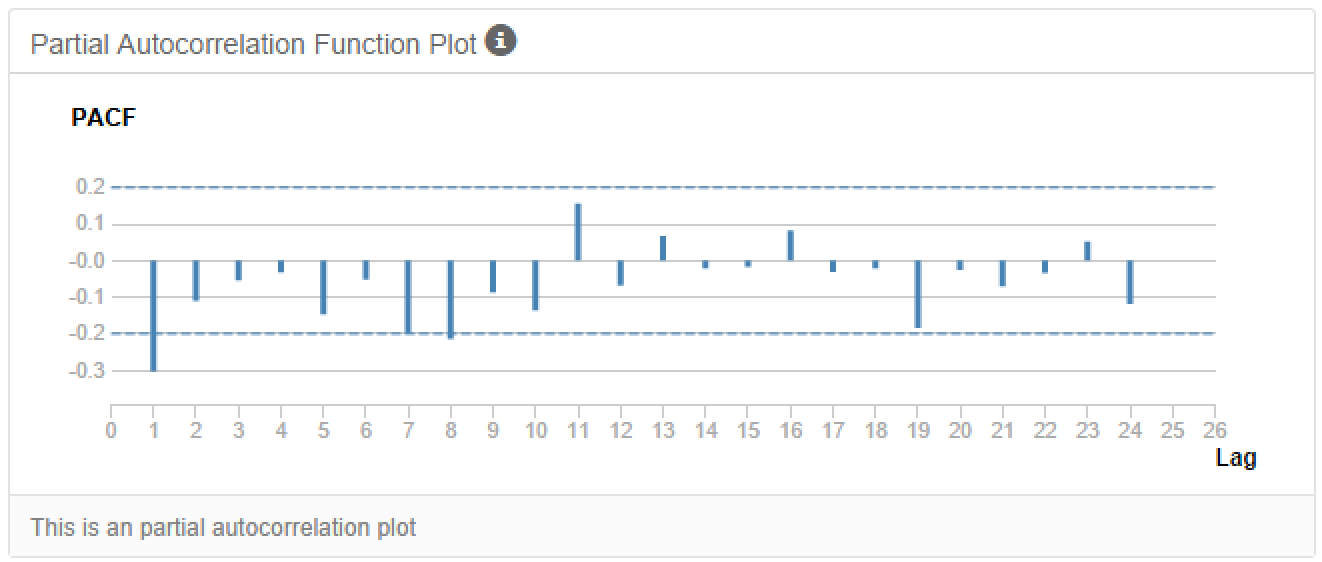 Partial Autocorrelation Function Plot
PACF
0.2
0.1
-0.0
-0.1
-0.2
-0.3
0 1 2 3 4 5 6 7 8 9 10 11 12 13 14 15 16 17 18 19 20 21 22 23 24 25 26
Lag
This is an partial autocorrelation plot